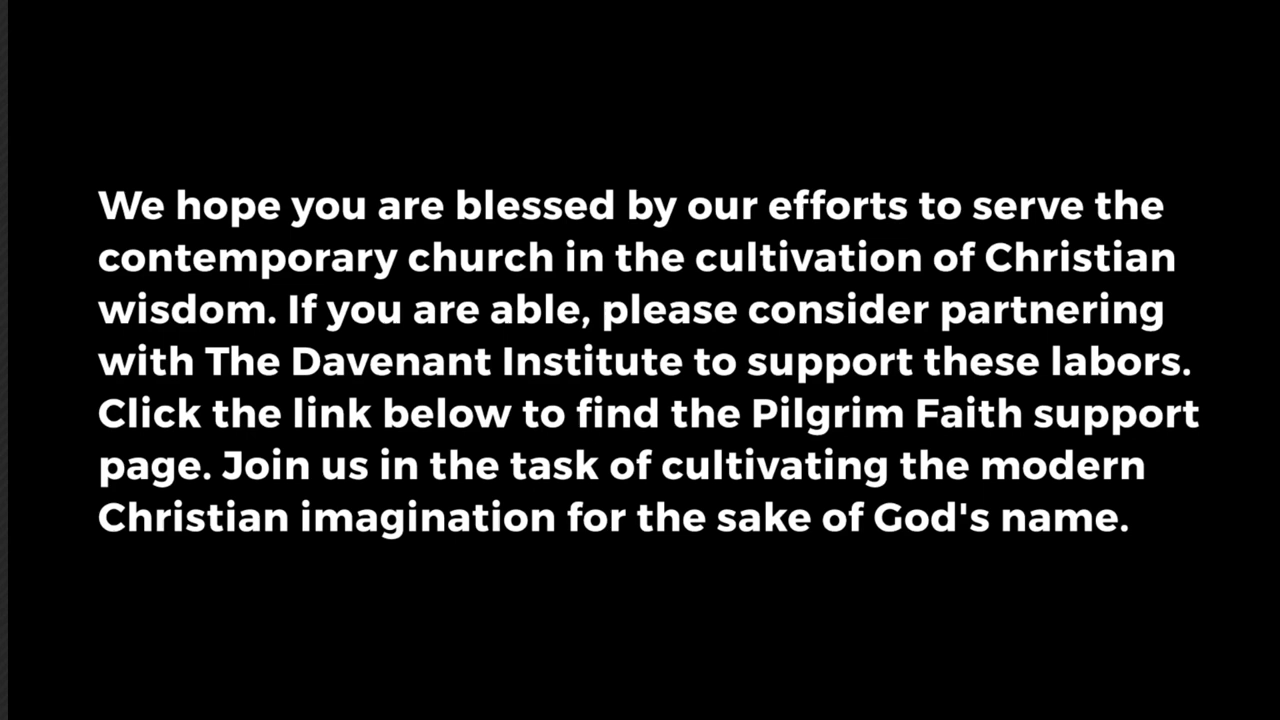 We hope you are blessed by our efforts to serve the
contemporary church in the cultivation of Christian
wisdom. If you are able, please consider partnering
with The Davenant Institute to support these labors.
Click the link below to find the Pilgrim Faith support
page. Join us in the task of cultivating the modern
Christian imagination for the sake of God's name.